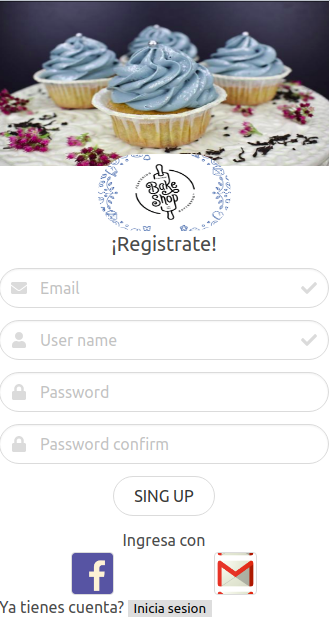 Bake
Shop
¡Registrate!
Email
User name
Password
Password confirm
SING UP
Ingresa con
f
M
Ya tienes cuenta? Inicia sesion